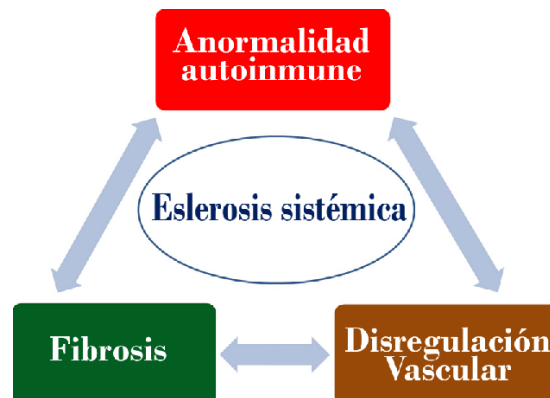 Anormalidad
autoinmune
Eslerosis sistémica
Fibrosis
Disregulación
Vascular